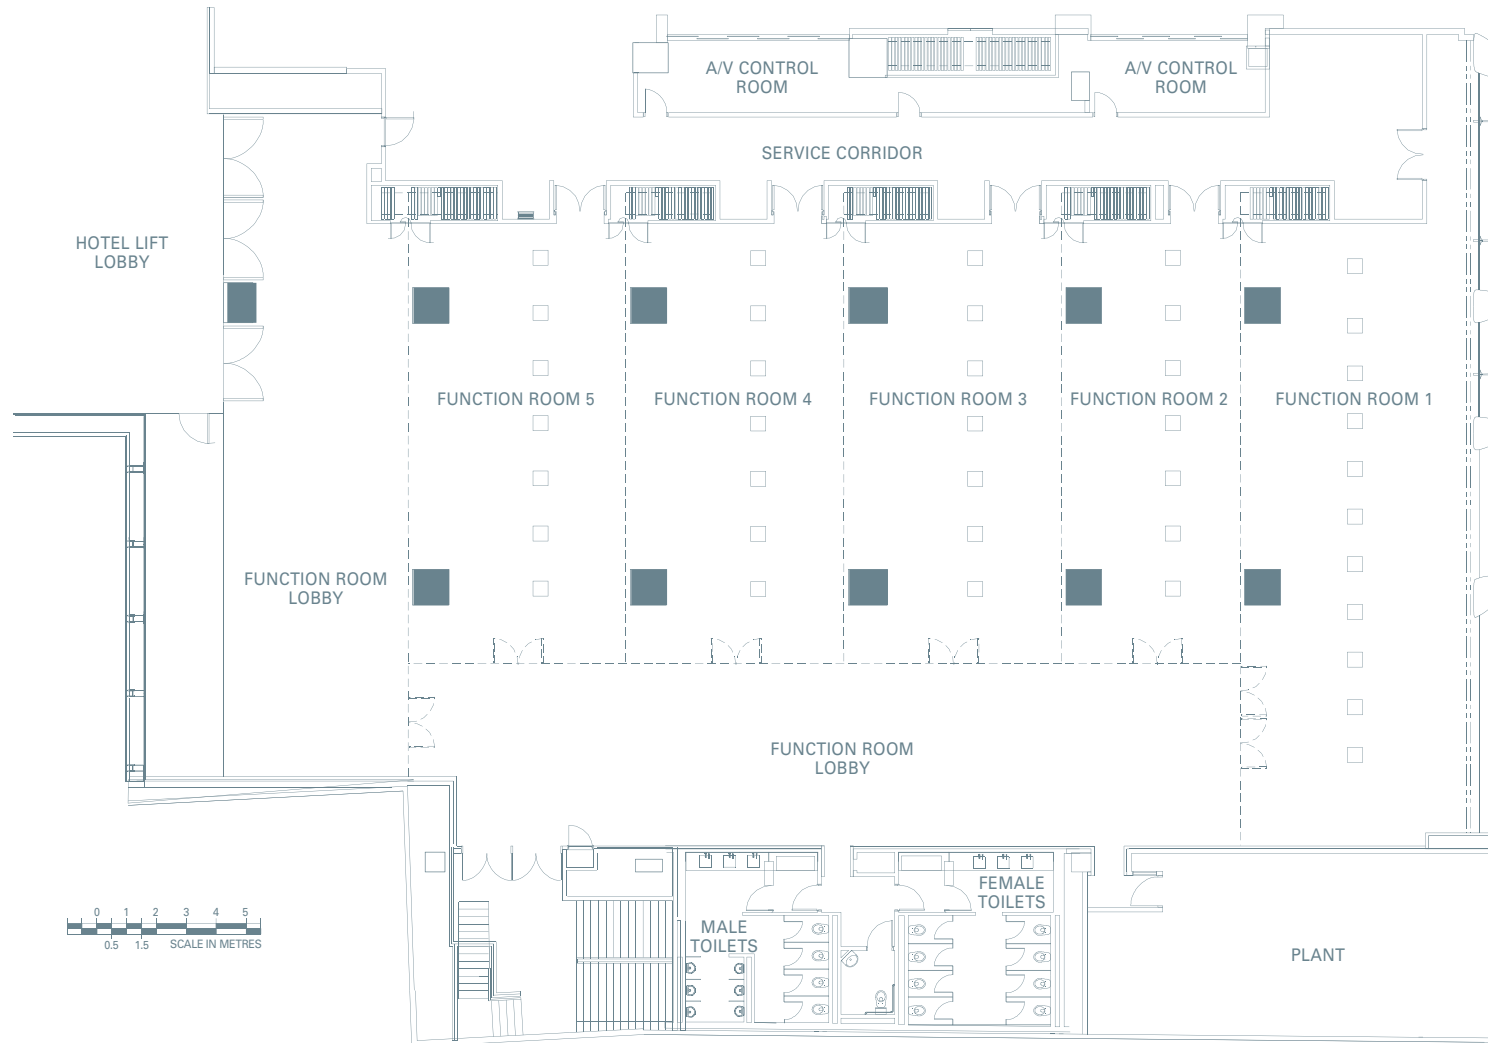 A/V CONTROL
ROOM
A/V CONTROL
ROOM
SERVICE CORRIDOR
HOTEL LIFT
LOBBY
FUNCTION ROOM 5
FUNCTION ROOM 4
FUNCTION ROOM 3
FUNCTION ROOM 2
FUNCTION ROOM 1
FUNCTION ROOM
LOBBY
FUNCTION ROOM
LOBBY
FEMALE
TOILETS
MALE
TOILETS
PLANT
0 1 2 3 4 5
0.5 1.5 SCALE IN METRES